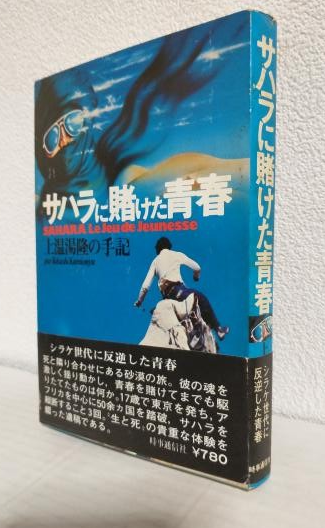 サハラに賭けた青春
SAHARA Le Jeu de Jeunesse
上温湯隆の手記
シラケ世代に反逆した青春
死と隣り合わせにある砂漠の旅。彼の魂を
激しく揺り動かし、青春を賭けてまでも駆
りたてたものは何か。17歳で東京を発ち、ア
フリカを中心に50余ヵ国を踏破、サハラを
縦断すること3回。“生と死”の貴重な体験を
綴った遺稿である。
時事通信社 ¥780
サハラに賭けた青春
シラケ世代に
反逆した青春
時事通信社